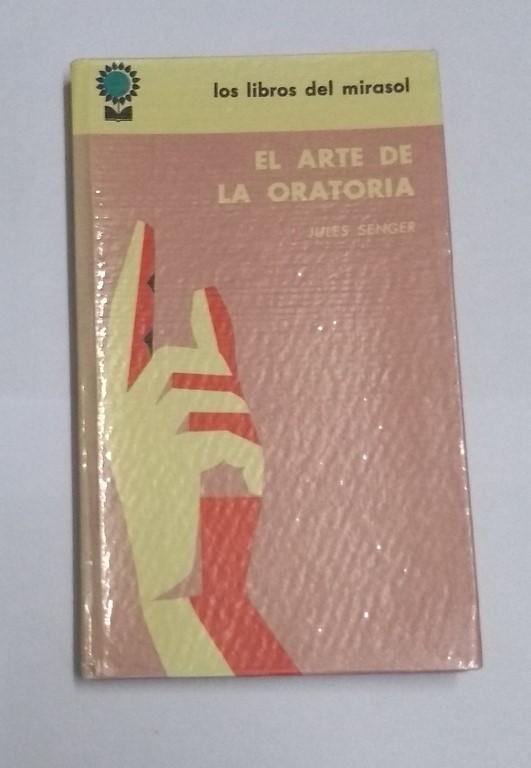 los libros del mirasol
EL ARTE DE
LA ORATORIA
JULES SENGER